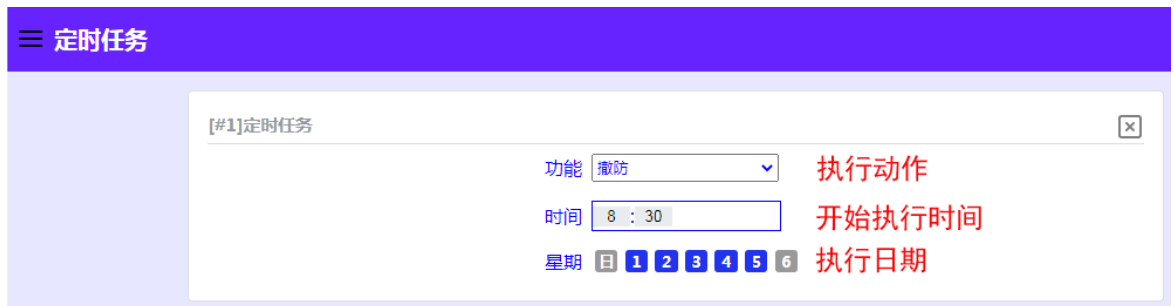 定时任务
[#1]定时任务
功能 撤防 执行动作
时间 8 : 30 开始执行时间
星期 日 1 2 3 4 5 6 执行日期